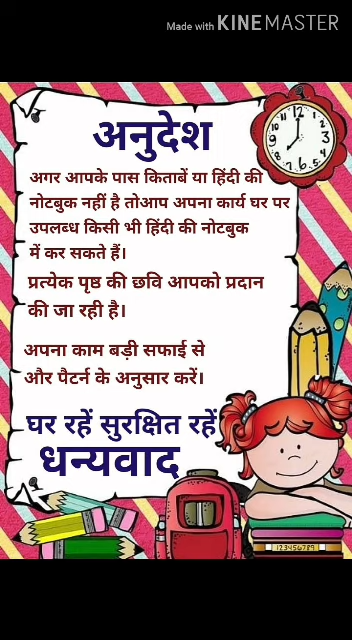 Made with KINEMASTER
अनुदेश
अगर आपके पास किताबें या हिंदी की
नोटबुक नहीं है तोआप अपना कार्य घर पर
उपलब्ध किसी भी हिंदी की नोटबुक
में कर सकते हैं।
प्रत्येक पृष्ठ की छवि आपको प्रदान
की जा रही है।
अपना काम बड़ी सफाई से
और पैटर्न के अनुसार करें।
घर रहें सुरक्षित रहें
धन्यवाद
123456789